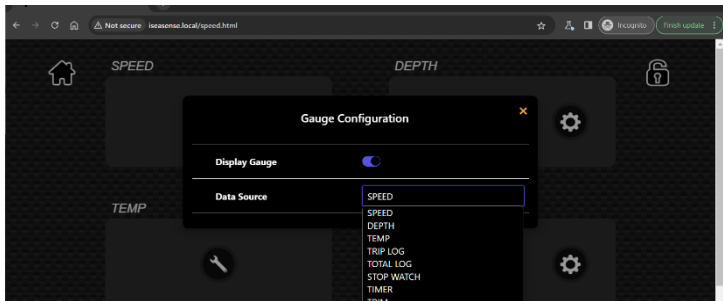 Not secure iseasense.local/speed.html Incognito Finish update
SPEED DEPTH
Gauge Configuration ×
Display Gauge
Data Source SPEED
SPEED
DEPTH
TEMP TEMP
TRIP LOG
TOTAL LOG
STOP WATCH
TIMER
TRIM